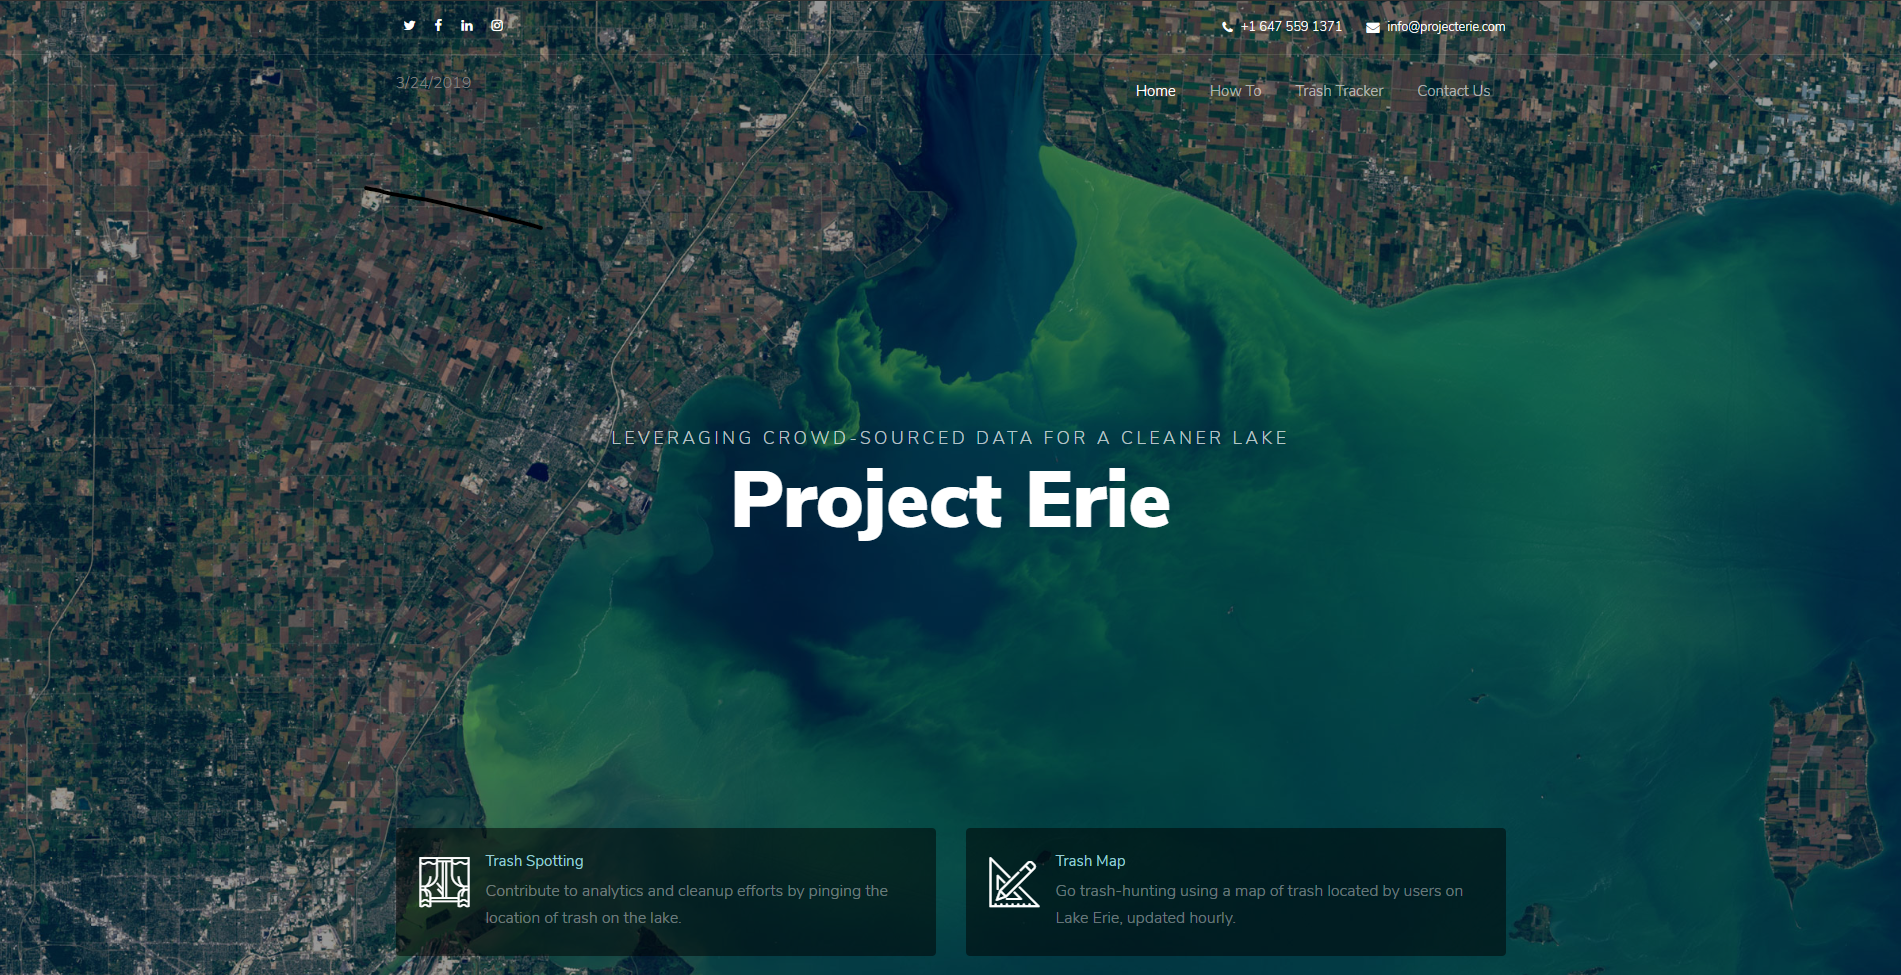 +1 647 559 1371
info@projecterie.com
3/24/2019
Home
How To
Trash Tracker
Contact Us
LEVERAGING CROWD-SOURCED DATA FOR A CLEANER LAKE
Project Erie
Trash Spotting
Contribute to analytics and cleanup efforts by pinging the
location of trash on the lake.
Trash Map
Go trash-hunting using a map of trash located by users on
Lake Erie, updated hourly.